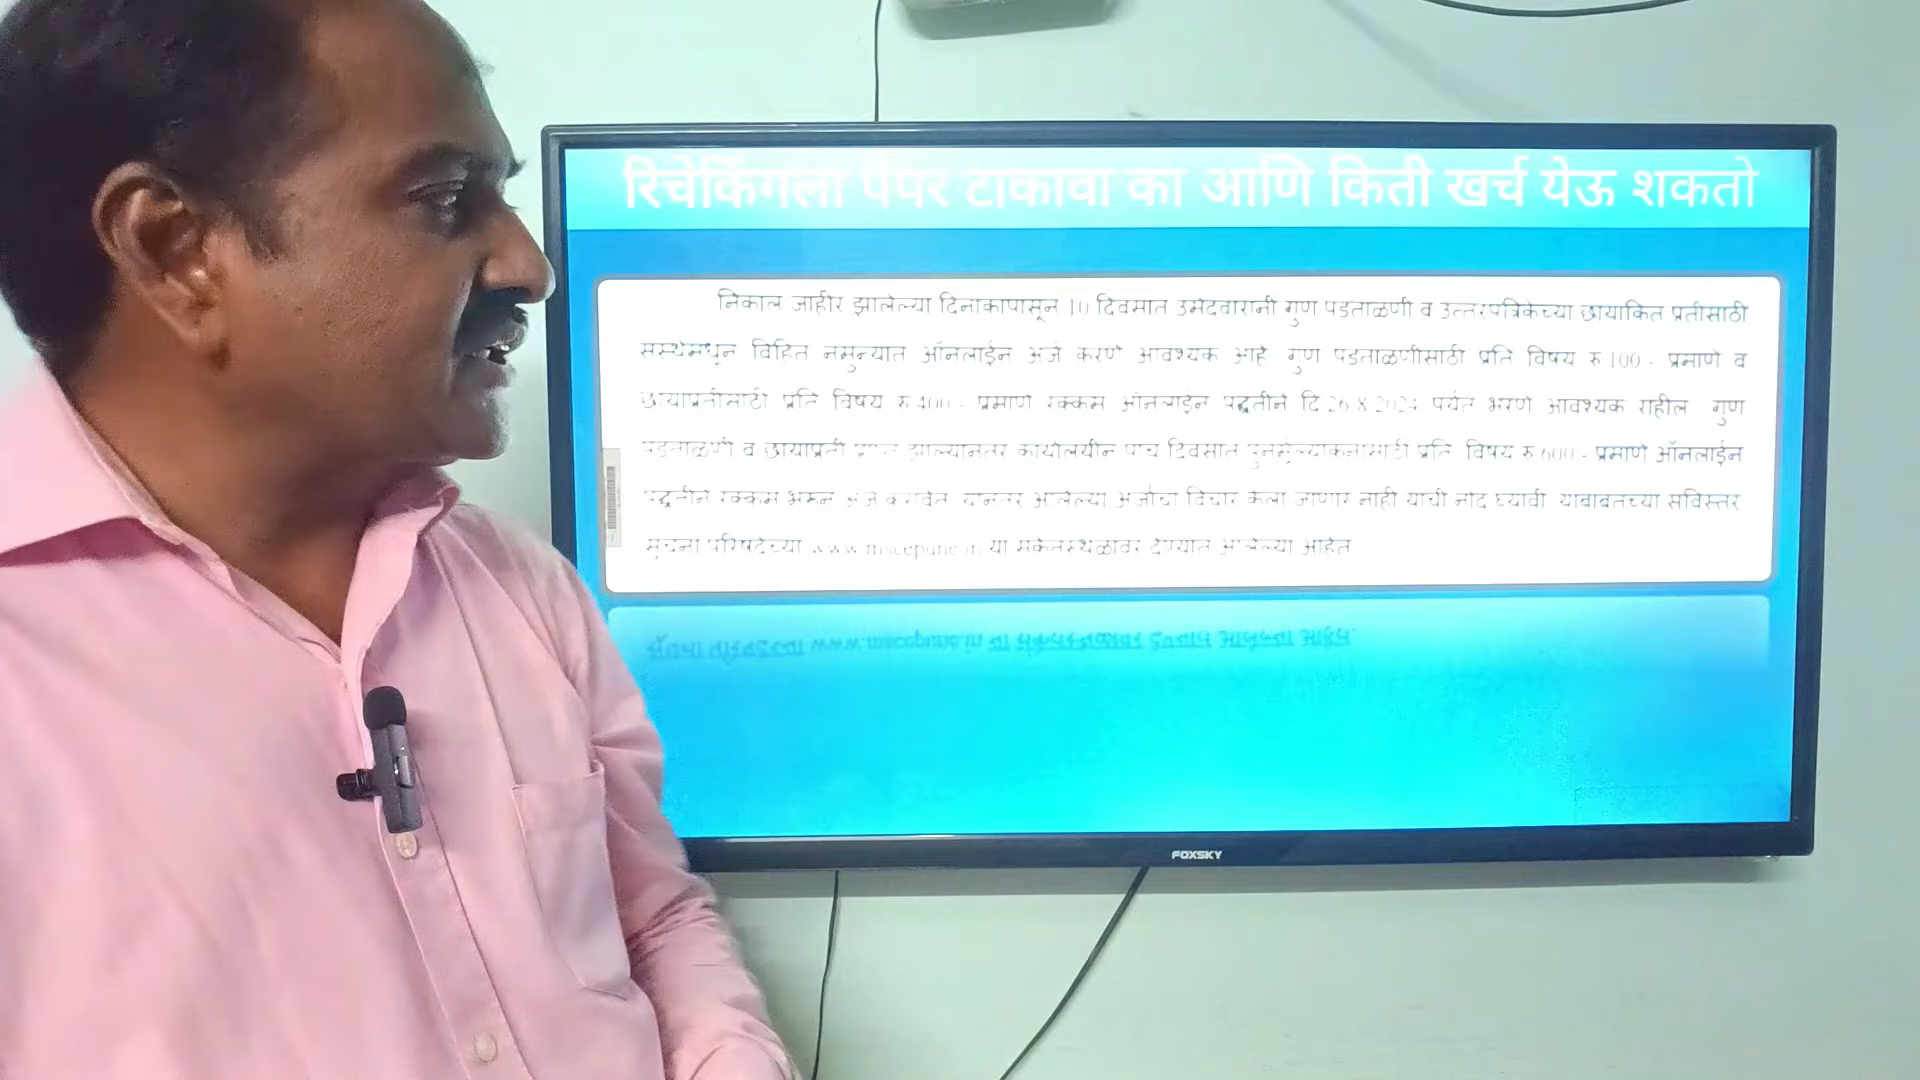 रिचेकिंगला पेपर टाकावा का आणि किती खर्च येऊ शकतो
निकाल जाहीर झालेल्या दिनांकापासून 10 दिवसात उमेदवारांनी गुण पडताळणी व उत्तरपत्रिकेच्या छायांकित प्रतीसाठी
संस्थेमधून विहित नमुन्यात ऑनलाईन अर्ज करणे आवश्यक आहे गुण पडताळणीसाठी प्रति विषय रु 100 - प्रमाणे व
छायाप्रतीसाठी प्रति विषय रु 400 - प्रमाणे रक्कम ऑनलाईन पद्धतीने दि 26 8 2024 पर्यंत भरणे आवश्यक राहील गुण
पडताळणी व छायाप्रती प्राप्त झाल्यानंतर कार्यालयीन पाच दिवसात पुनर्मूल्यांकनासाठी प्रति विषय रु 600 - प्रमाणे ऑनलाईन
पद्धतीने रक्कम भरून अर्ज करावेत यानंतर आलेल्या अर्जाचा विचार केला जाणार नाही याची नोंद घ्यावी याबाबतच्या सविस्तर
सूचना परिषदेच्या www.mscepune.in या संकेतस्थळावर देण्यात आलेल्या आहेत
FOXSKY